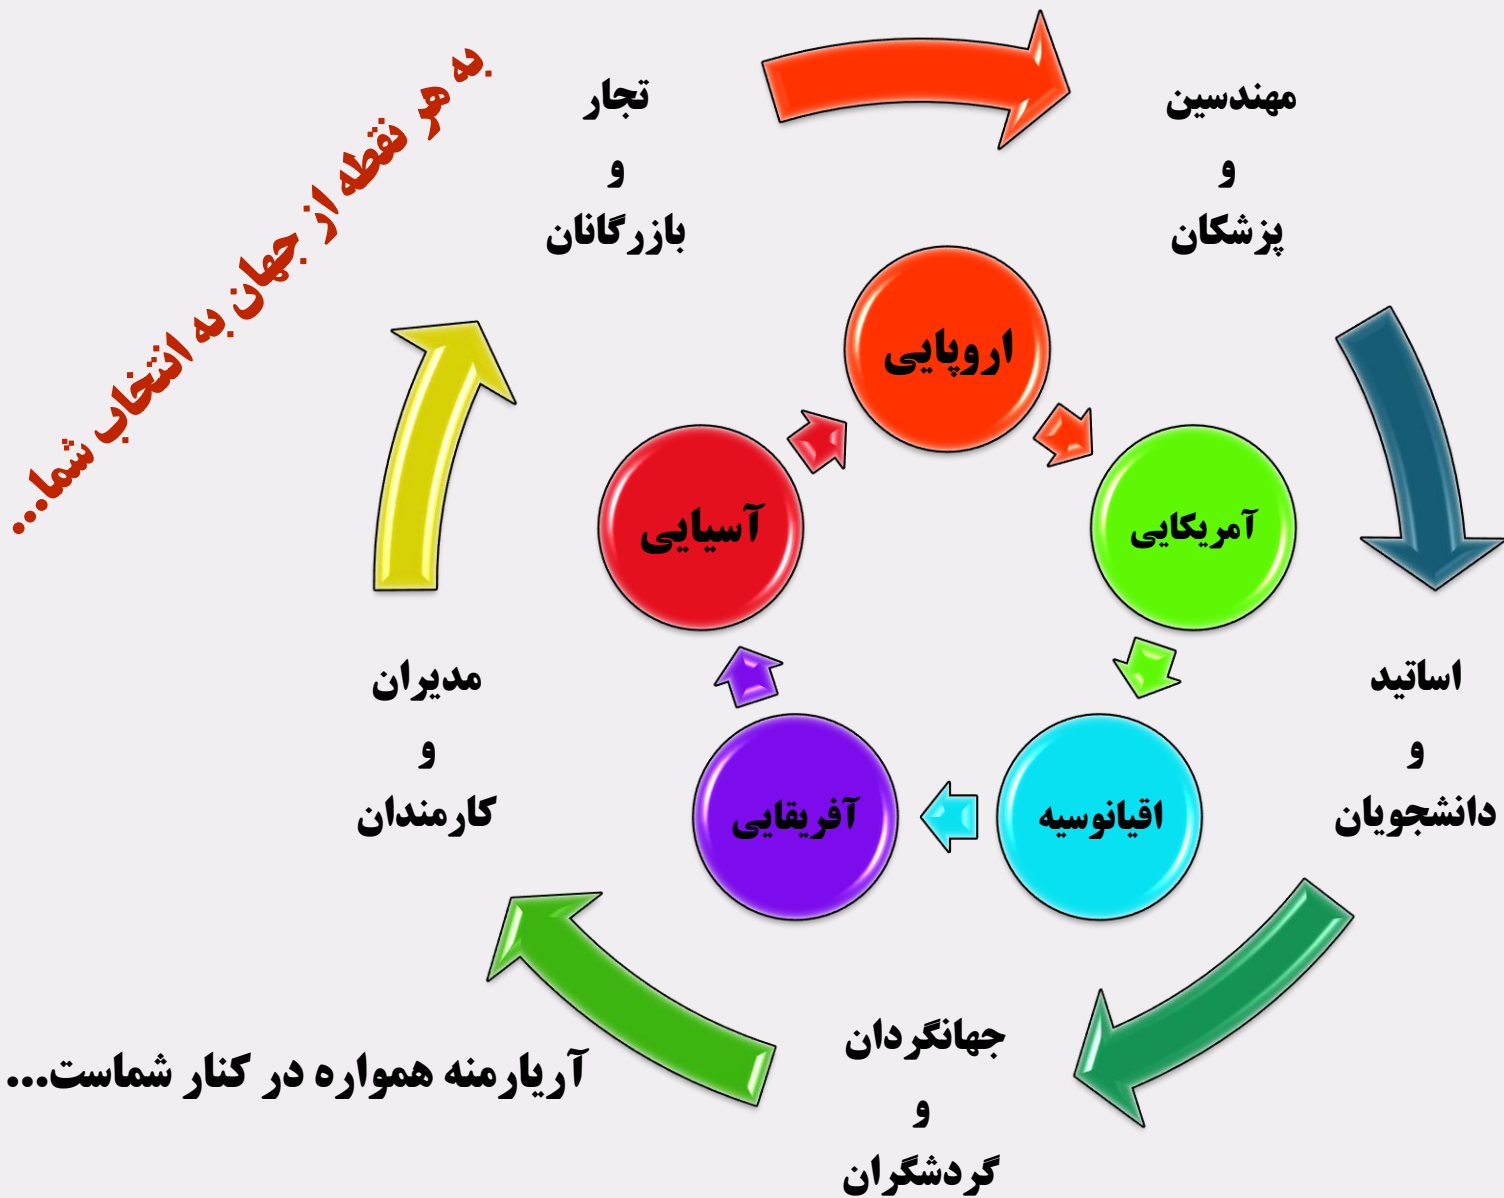 به هر نقطه از جهان به انتخاب شما...
تجار
و
بازرگانان
مهندسین
و
پزشکان
اروپایی
آسیایی
آمریکایی
مدیران
و
کارمندان
اساتید
و
دانشجویان
آفریقایی
اقیانوسیه
جهانگردان
و
گردشگران
آریارمنه همواره در کنار شماست...